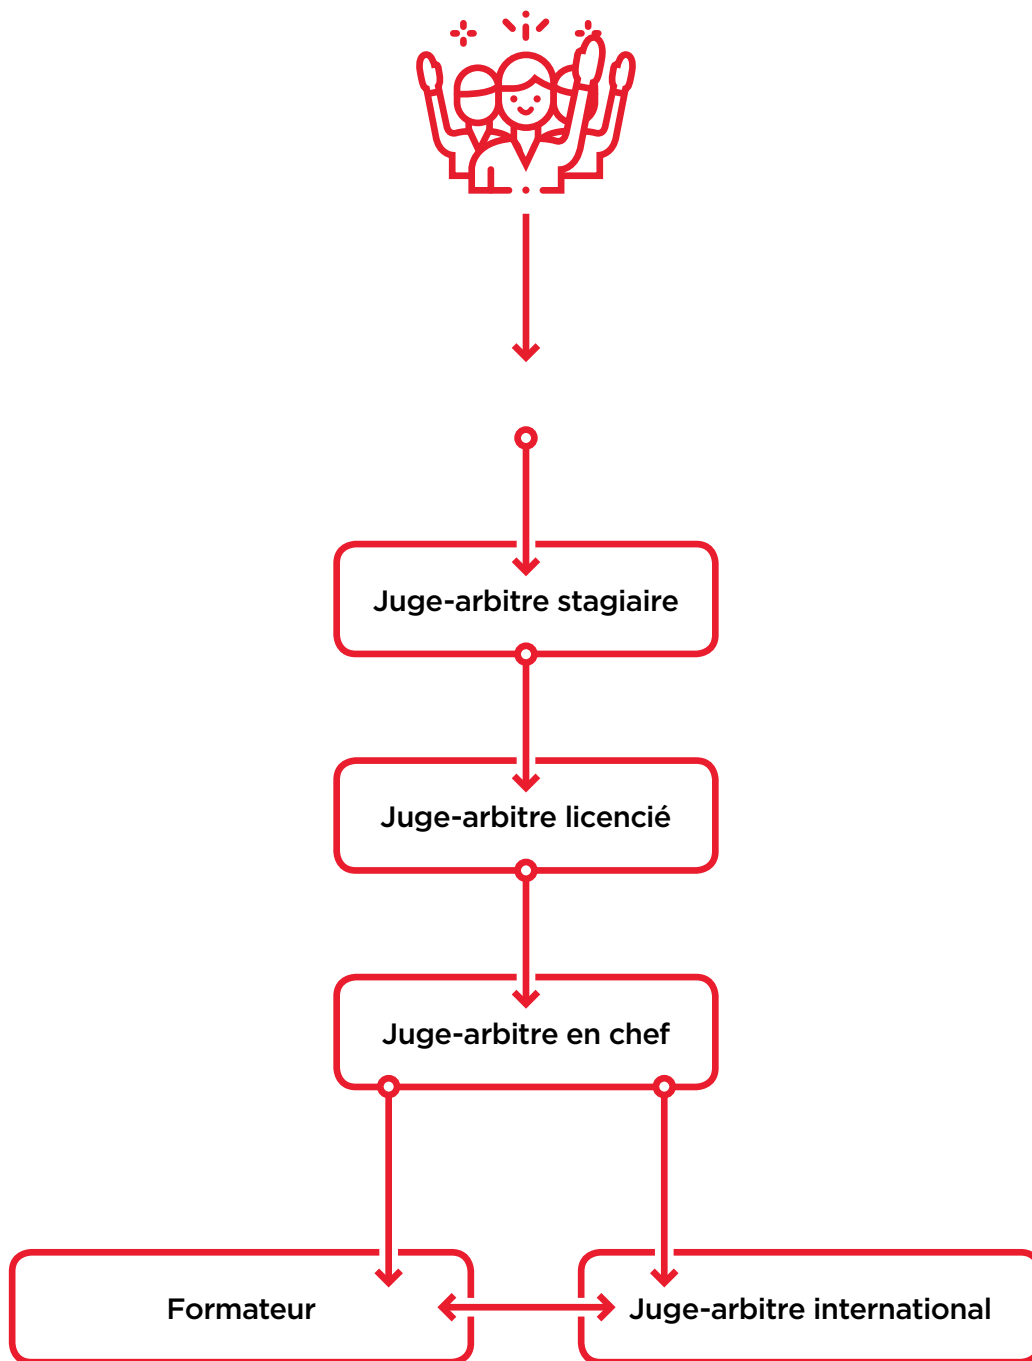 Juge-arbitre stagiaire
Juge-arbitre licencié
Juge-arbitre en chef
Formateur
Juge-arbitre international